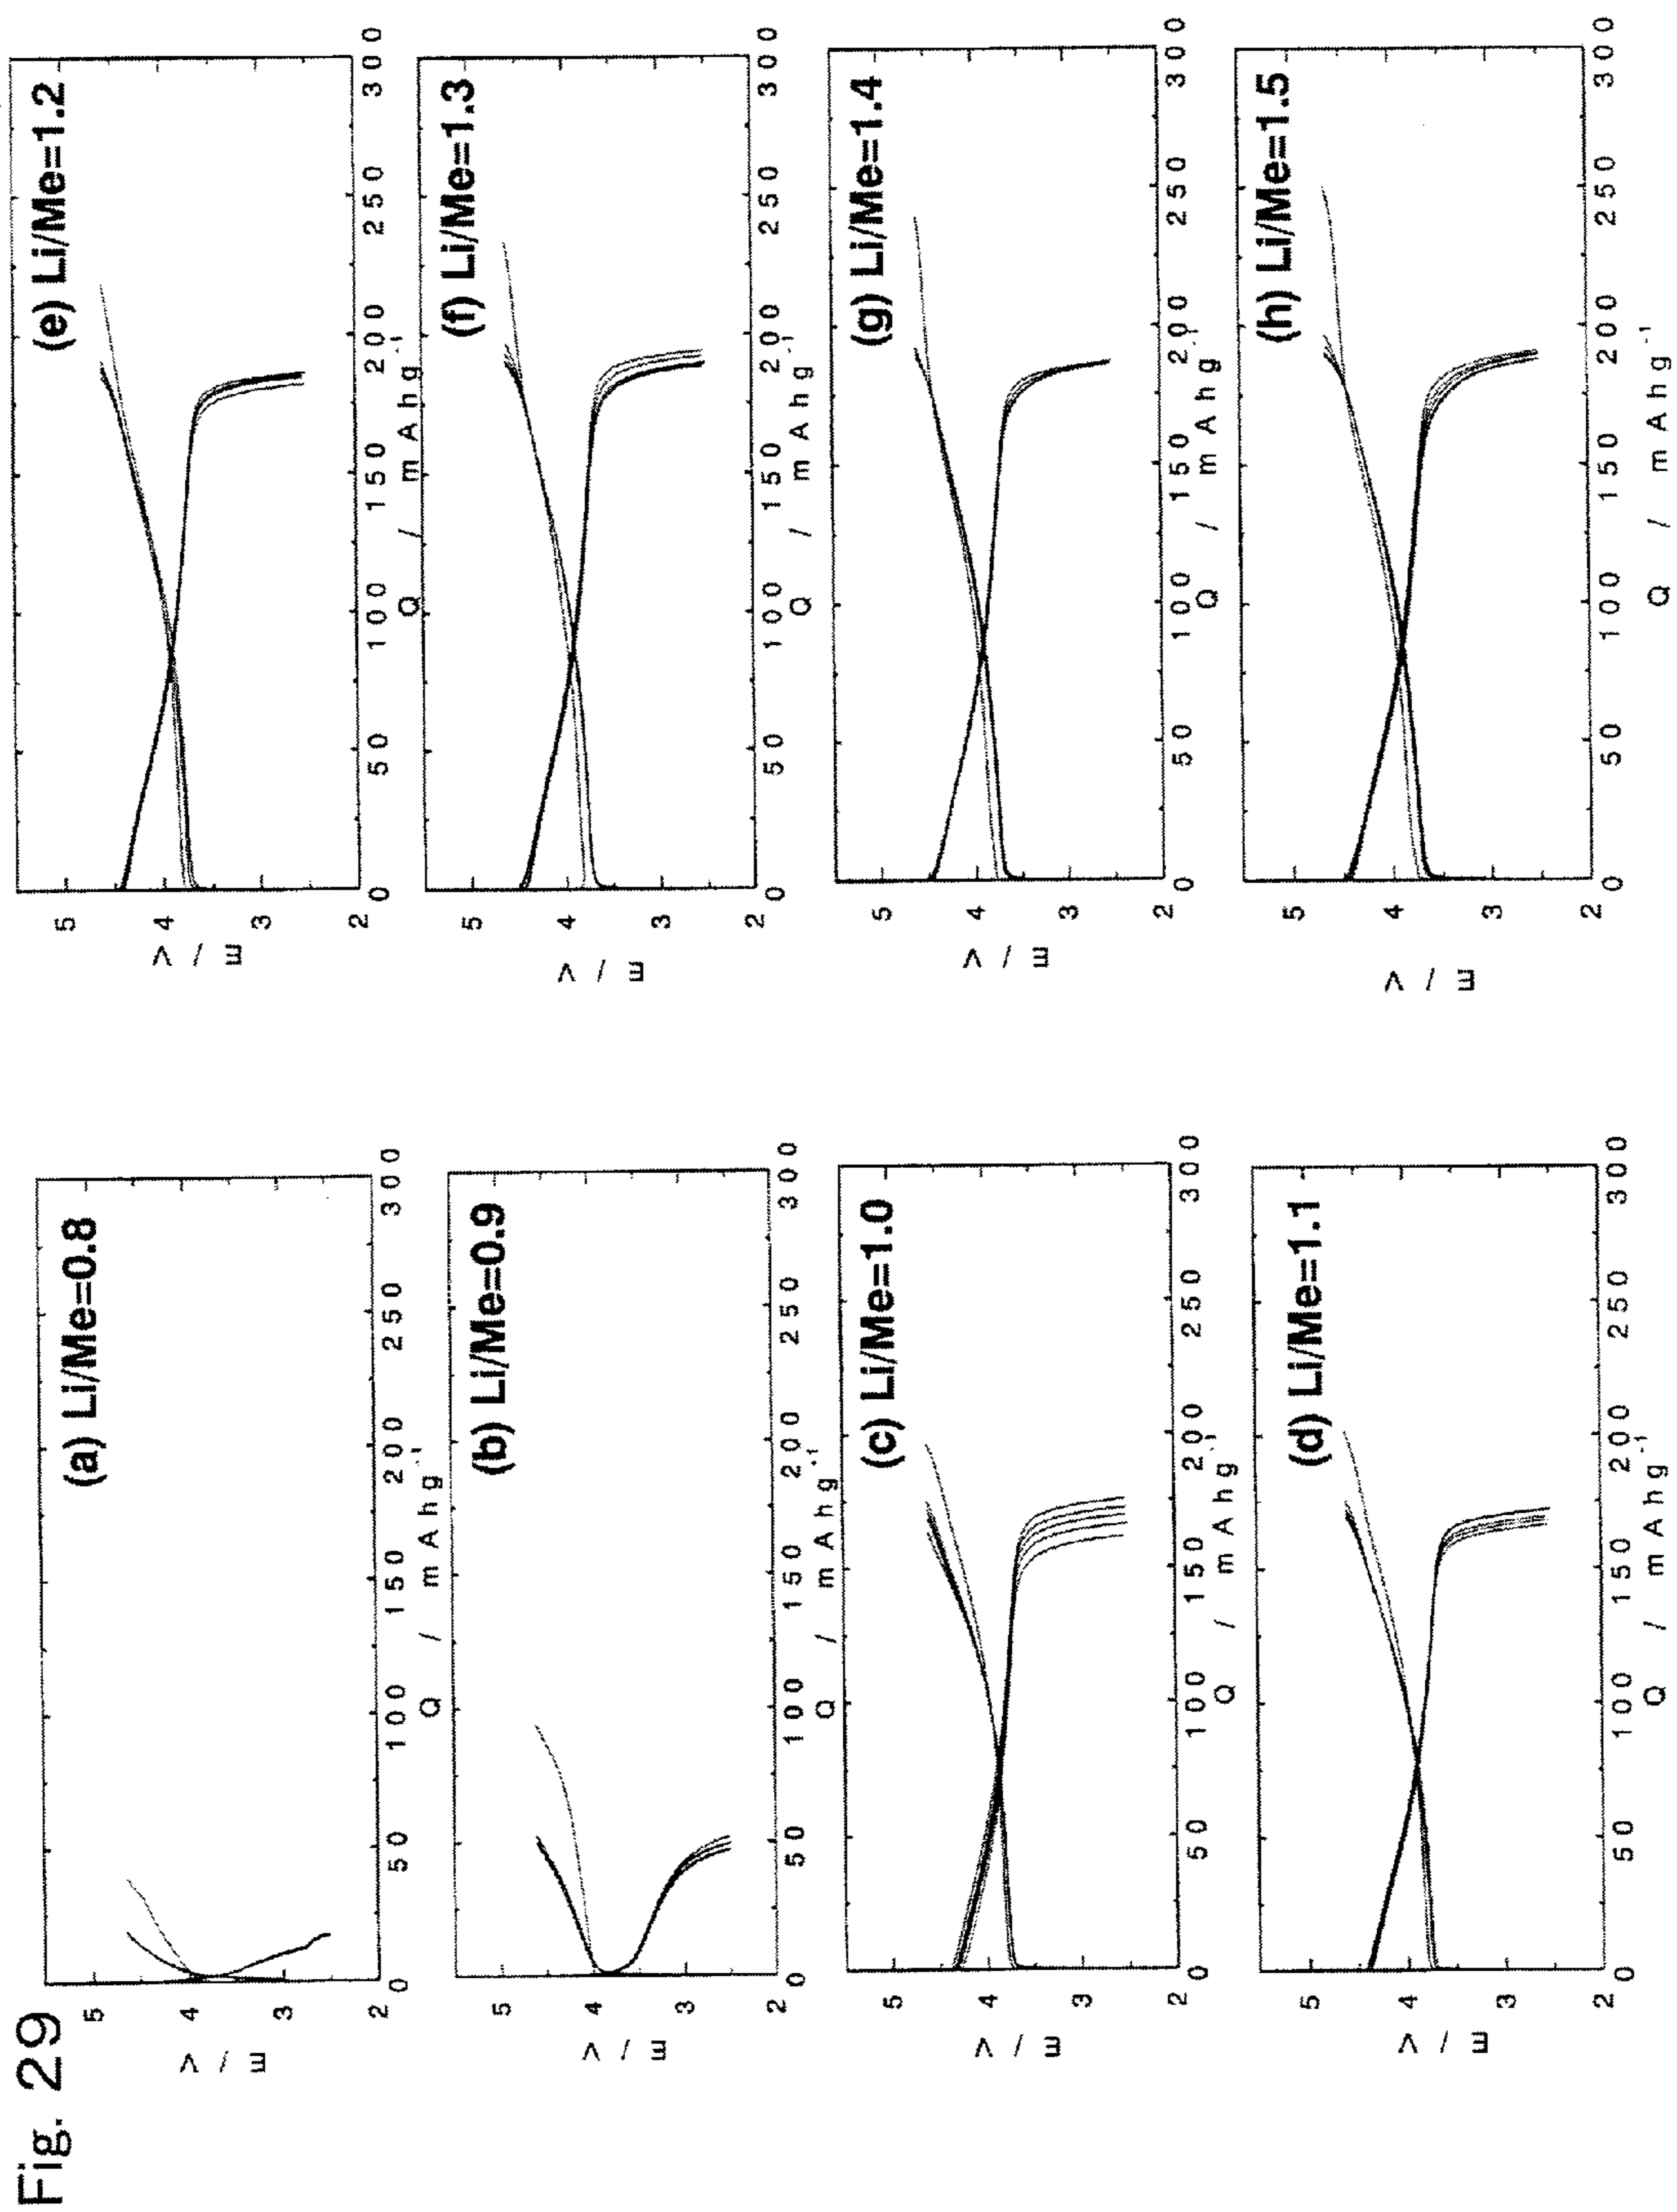 Fig. 29
(a) Li/Me=0.8
E / V
5
4
3
2
0 50 100 150 200 250 300
Q / mAhg-1
(b) Li/Me=0.9
E / V
5
4
3
2
0 50 100 150 200 250 300
Q / mAhg-1
(c) Li/Me=1.0
E / V
5
4
3
2
0 50 100 150 200 250 300
Q / mAhg-1
(d) Li/Me=1.1
E / V
5
4
3
2
0 50 100 150 200 250 300
Q / mAhg-1
(e) Li/Me=1.2
E / V
5
4
3
2
0 50 100 150 200 250 300
Q / mAhg-1
(f) Li/Me=1.3
E / V
5
4
3
2
0 50 100 150 200 250 300
Q / mAhg-1
(g) Li/Me=1.4
E / V
5
4
3
2
0 50 100 150 200 250 300
Q / mAhg-1
(h) Li/Me=1.5
E / V
5
4
3
2
0 50 100 150 200 250 300
Q / mAhg-1